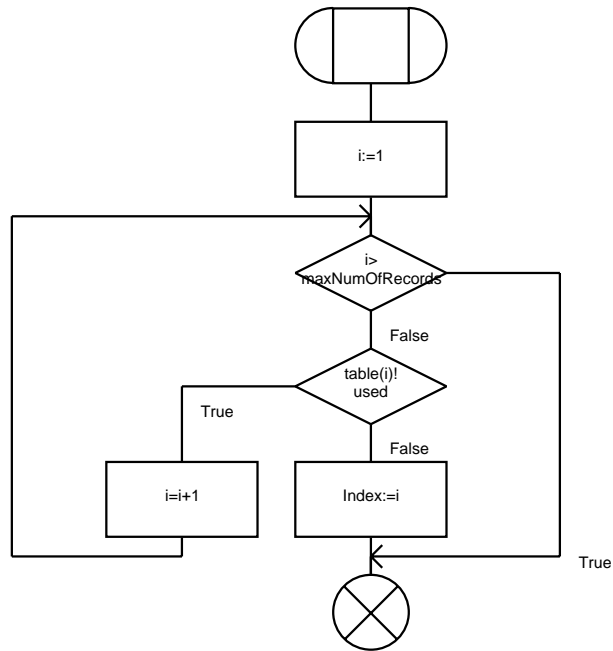 i:=1
i>
maxNumOfRecords
False
table(i)!
used
True
False
i=i+1
Index:=i
True